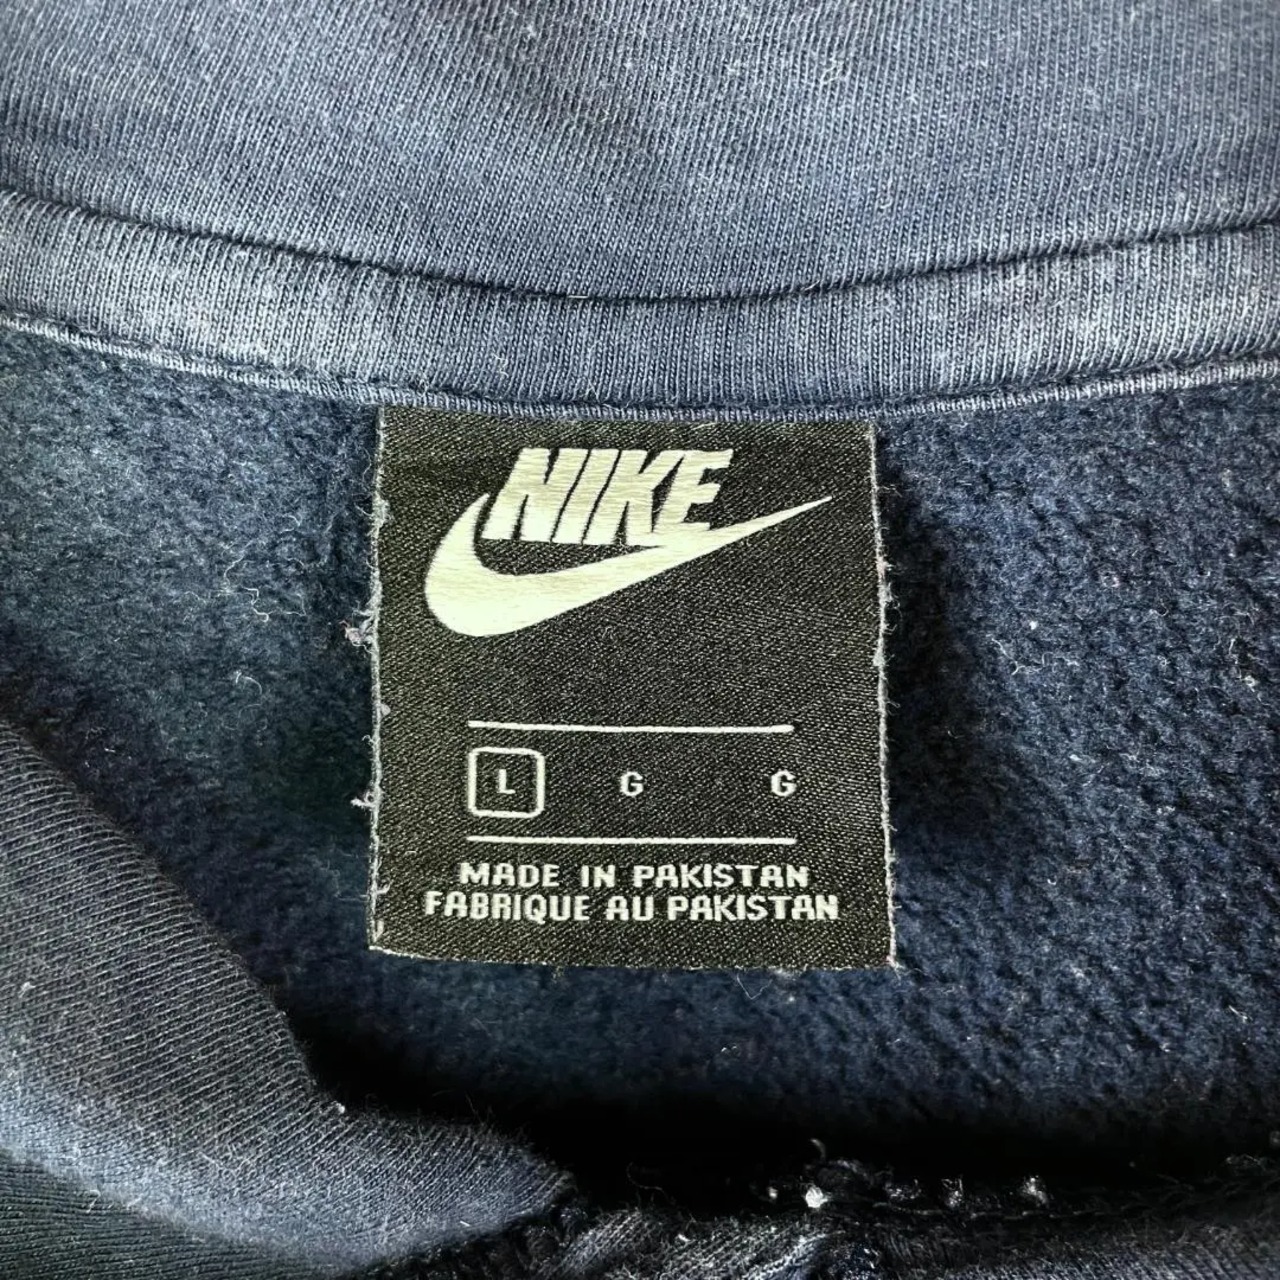 NIKE
L G G
MADE IN PAKISTAN
FABRIQUE AU PAKISTAN